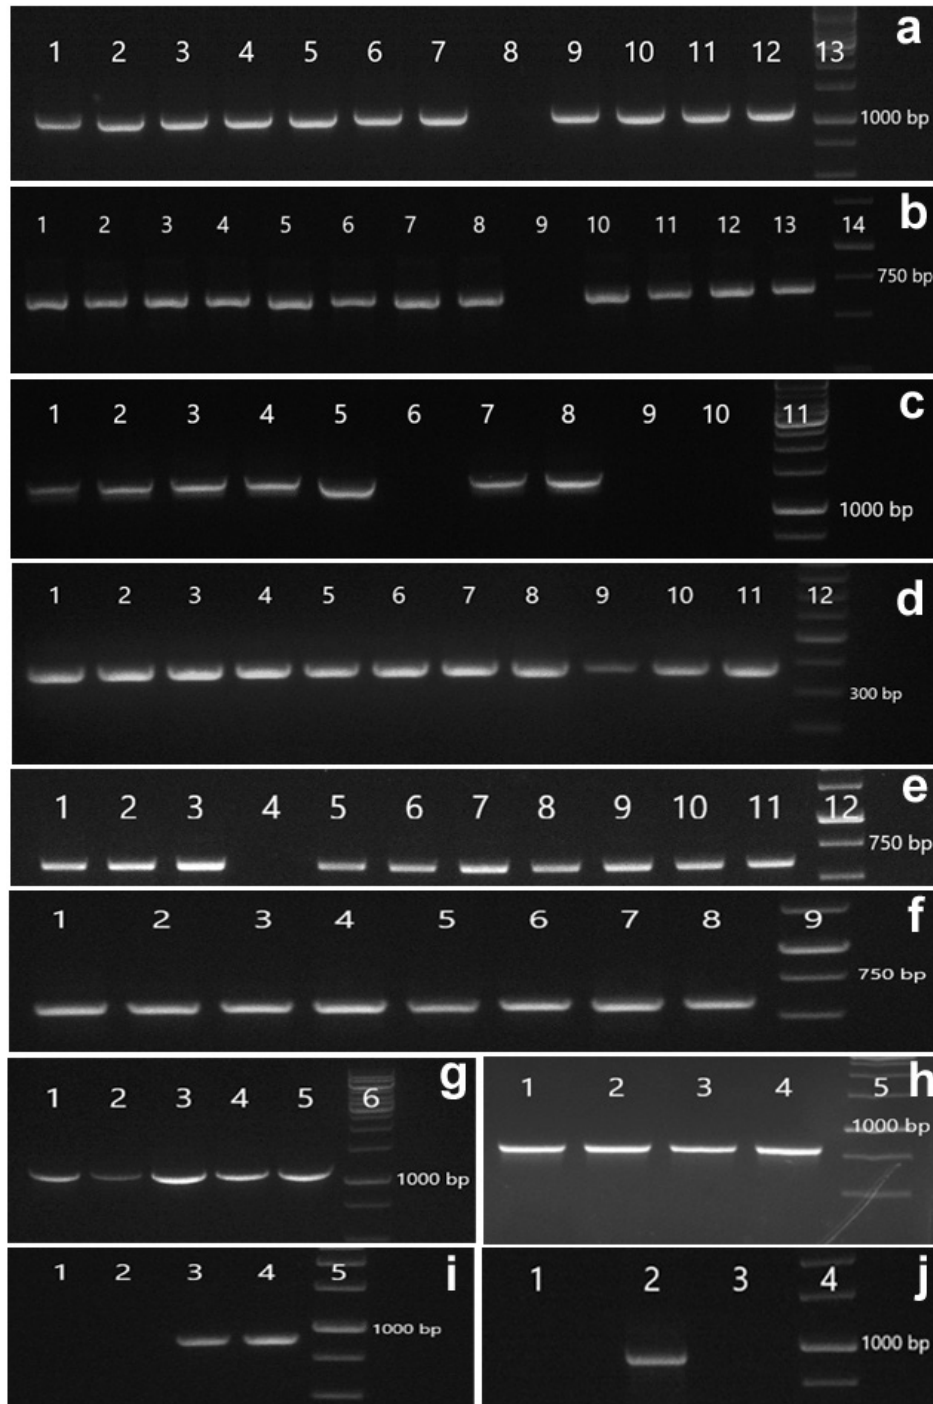 1 2 3 4 5 6 7 8 9 10 11 12 13 a
1000 bp
1 2 3 4 5 6 7 8 9 10 11 12 13 14 b
750 bp
1 2 3 4 5 6 7 8 9 10 11 c
1000 bp
1 2 3 4 5 6 7 8 9 10 11 12 d
300 bp
1 2 3 4 5 6 7 8 9 10 11 12 e
750 bp
1 2 3 4 5 6 7 8 9 f
750 bp
1 2 3 4 5 6 g
1000 bp
1 2 3 4 5 h
1000 bp
1 2 3 4 5 i
1000 bp
1 2 3 4 j
1000 bp